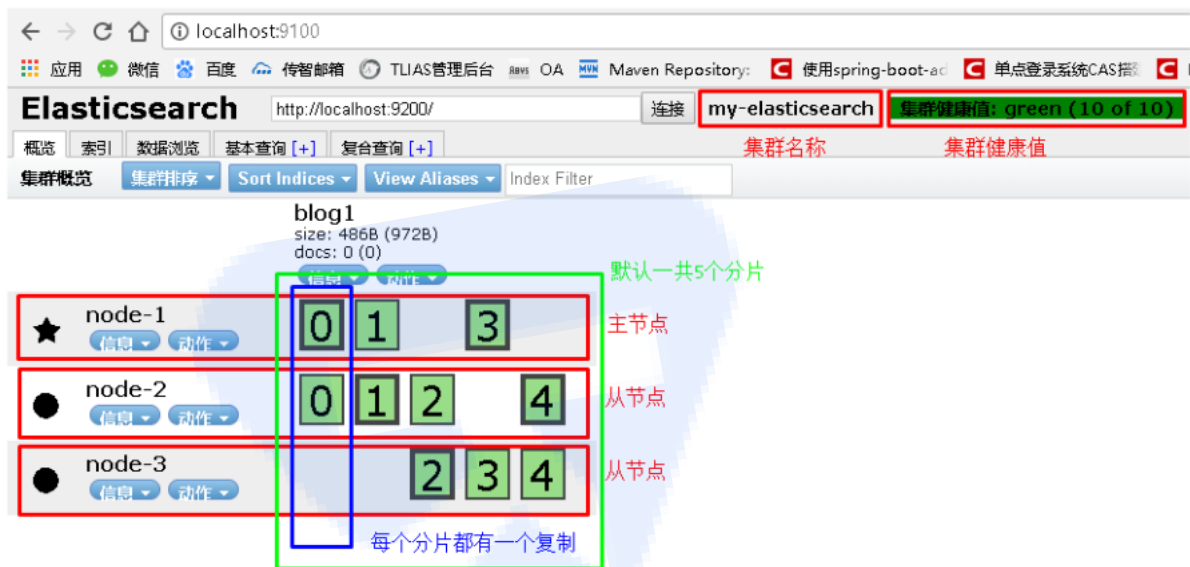 localhost:9100
应用 微信 百度 传智邮箱 TLIAS管理后台 OA Maven Repository: 使用spring-boot-ac 单点登录系统CAS搭
Elasticsearch http://localhost:9200/ 连接 my-elasticsearch 集群健康值: green (10 of 10)
概览 索引 数据浏览 基本查询 [+] 复合查询 [+] 集群名称 集群健康值
集群概览 集群排序 Sort Indices View Aliases Index Filter
blog1
size: 486B (972B)
docs: 0 (0)
信息 动作 默认一共5个分片
node-1 0 1 3 主节点
信息 动作
node-2 0 1 2 4 从节点
信息 动作
node-3 2 3 4 从节点
信息 动作
每个分片都有一个复制